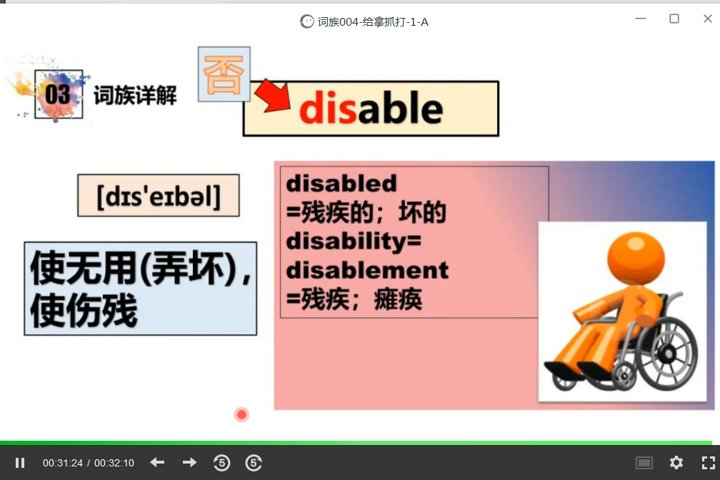 词族004-给拿抓打-1-A
03
词族详解
否
disable
[dɪs'eɪbəl]
使无用(弄坏)，
使伤残
disabled
=残疾的；坏的
disability=
disablement
=残疾；瘫痪
00:31:24 / 00:32:10
5
5